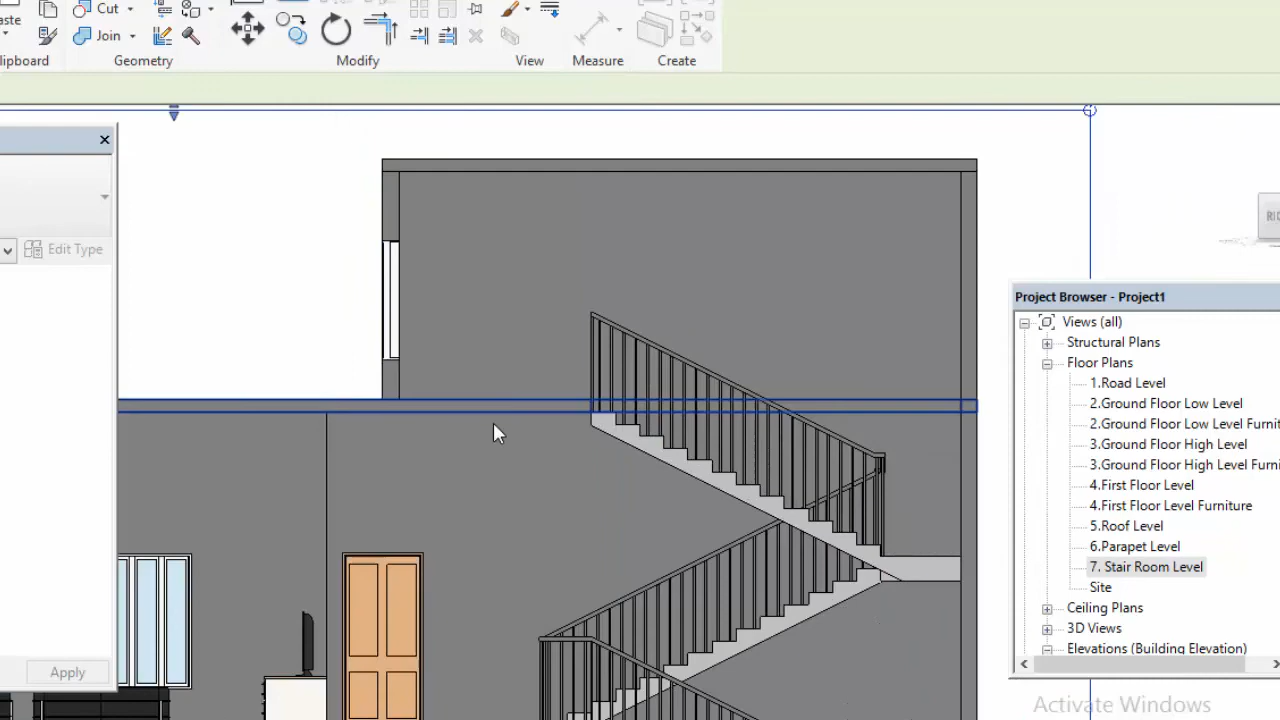 Cut
aste
Join
lipboard
Geometry
Modify
View
Measure
Create
Edit Type
Project Browser - Project1
Views (all)
Structural Plans
Floor Plans
1.Road Level
2.Ground Floor Low Level
2.Ground Floor Low Level Furni
3.Ground Floor High Level
3.Ground Floor High Level Furni
4.First Floor Level
4.First Floor Level Furniture
5.Roof Level
6.Parapet Level
7. Stair Room Level
Site
Ceiling Plans
3D Views
Elevations (Building Elevation)
Apply
Activate Windows